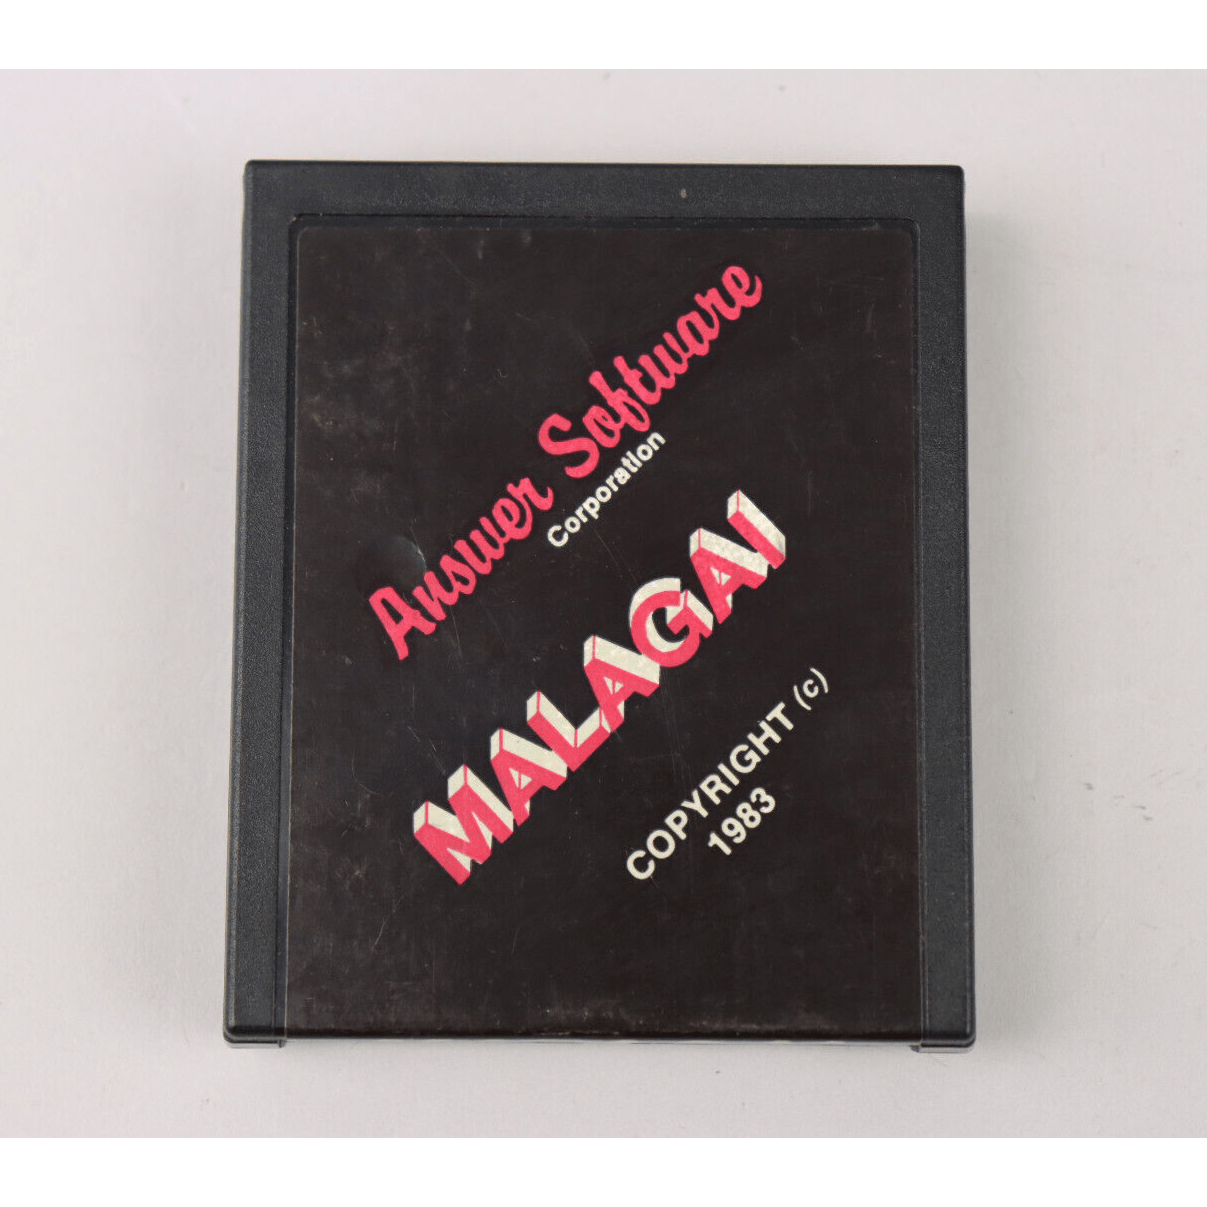 Answer Software
Corporation
MALAGAI
COPYRIGHT (c)
1983